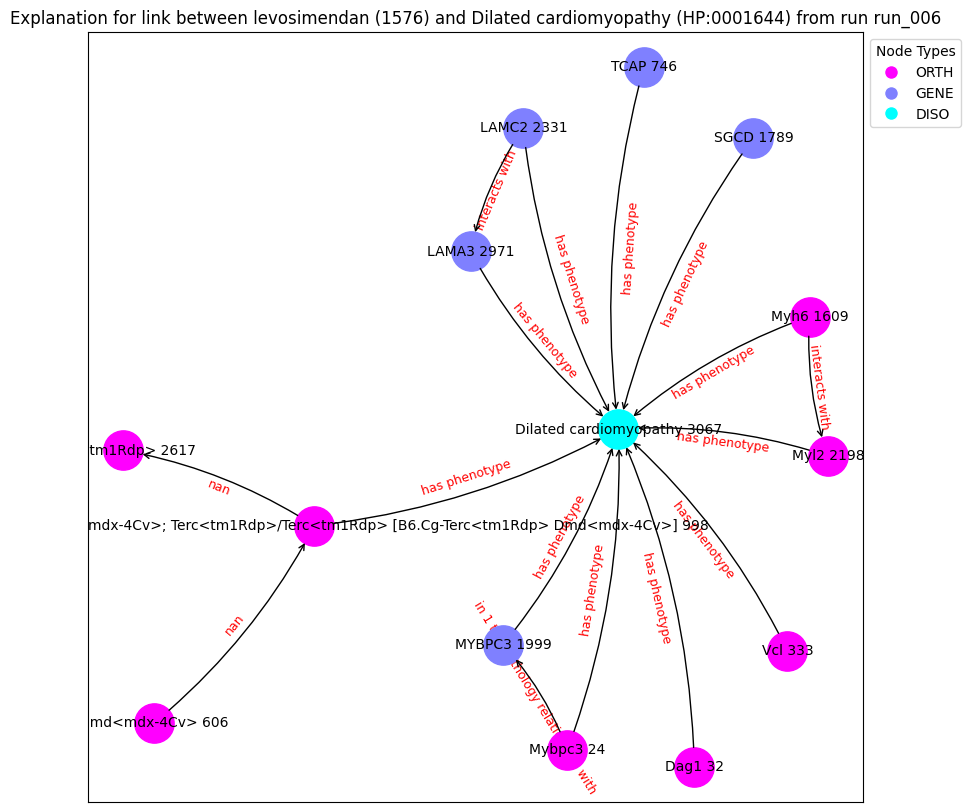 Explanation for link between levosimendan (1576) and Dilated cardiomyopathy (HP:0001644) from run run_006
Node Types
ORTH
GENE
DISO
TCAP 746
LAMC2 2331
SGCD 1789
interacts with
LAMA3 2971
has phenotype
has phenotype
has phenotype
has phenotype
Myh6 1609
has phenotype
interacts with
Dilated cardiomyopathy 3067
has phenotype
Myl2 2198
tm1Rdp> 2617
nan
has phenotype
mdx-4Cv>; Terc<tm1Rdp>/Terc<tm1Rdp> [B6.Cg-Terc<tm1Rdp> Dmd<mdx-4Cv>] 998
has phenotype
has phenotype
has phenotype
has phenotype
nan
in 1
MYBPC3 1999
Vcl 333
with
md<mdx-4Cv> 606
Mybpc3 24
Dag1 32